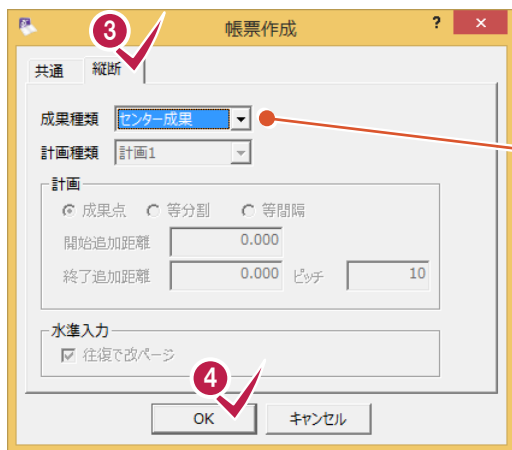 帳票作成
? ×
3
共通 縦断
成果種類 センター成果
計画種類 計画1
計画
成果点 等分割 等間隔
開始追加距離 0.000
終了追加距離 0.000 ピッチ 10
水準入力
往復で改ページ
4
OK キャンセル